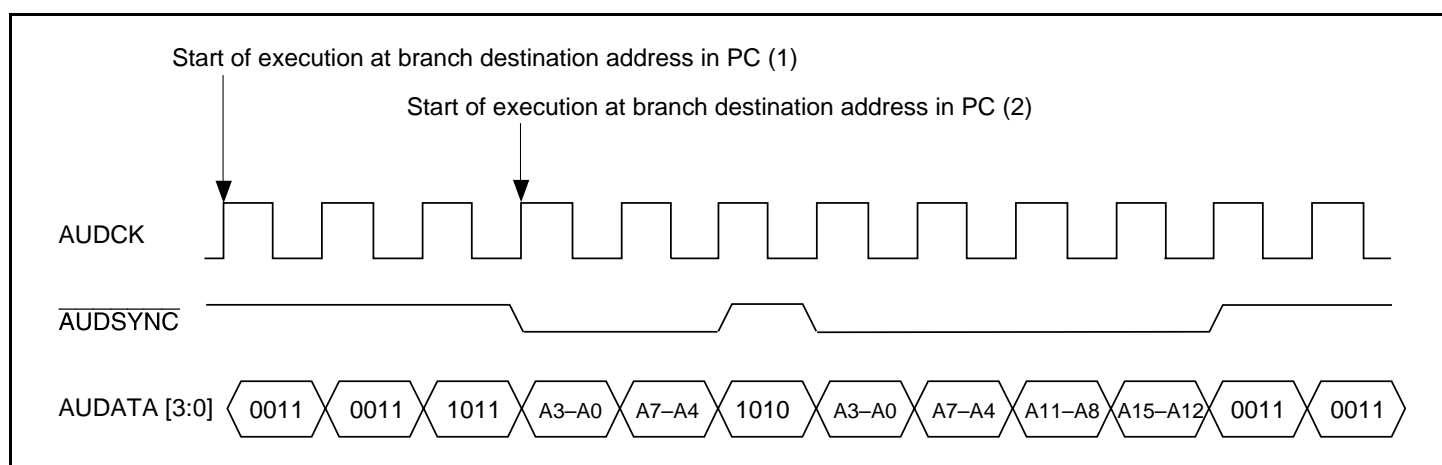 Start of execution at branch destination address in PC (1)
Start of execution at branch destination address in PC (2)
AUDCK
AUDSYNC
AUDATA [3:0] 0011 0011 1011 A3–A0 A7–A4 1010 A3–A0 A7–A4 A11–A8 A15–A12 0011 0011